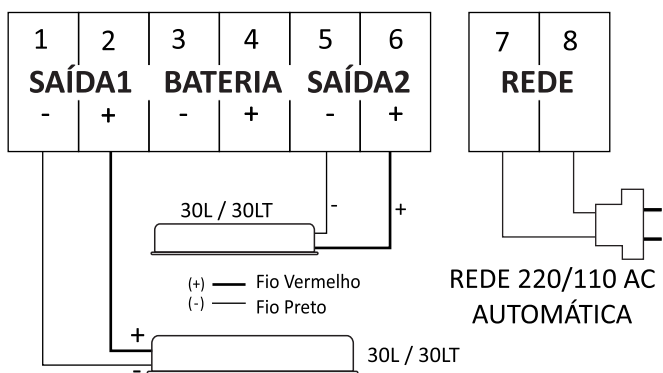 1 2 3 4 5 6 7 8
SAÍDA1 BATERIA SAÍDA2 REDE
- + - + - +
- +
30L / 30LT
(+) Fio Vermelho
(-) Fio Preto
REDE 220/110 AC
AUTOMÁTICA
+
30L / 30LT
-